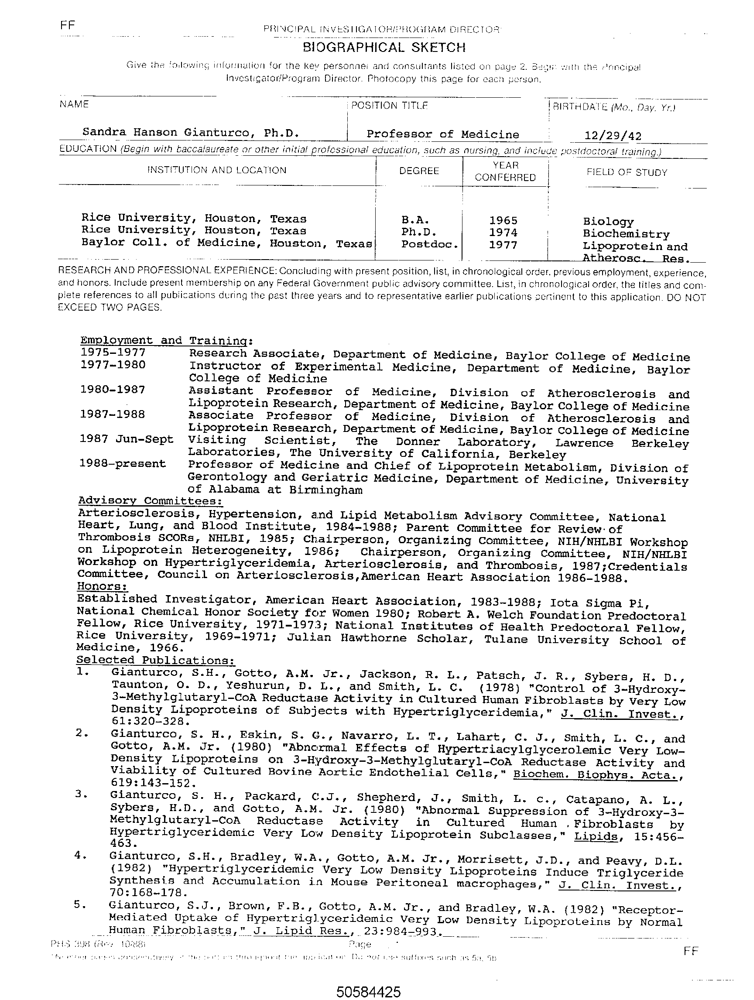 FF
PRINCIPAL INVESTIGATOR/PROGRAM DIRECTOR
BIOGRAPHICAL SKETCH
Give the following information for the key personnel and consultants listed on page 2. Begin with the Principal
Investigator/Program Director. Photocopy this page for each person.
NAME POSITION TITLE BIRTHDATE (Mo., Day, Yr.)
Sandra Hanson Gianturco, Ph.D. Professor of Medicine 12/29/42
EDUCATION (Begin with baccalaureate or other initial professional education, such as nursing, and include postdoctoral training.)
INSTITUTION AND LOCATION DEGREE YEAR CONFERRED FIELD OF STUDY
Rice University, Houston, Texas B.A. 1965 Biology
Rice University, Houston, Texas Ph.D. 1974 Biochemistry
Baylor Coll. of Medicine, Houston, Texas Postdoc. 1977 Lipoprotein and
Atherosc. Res.
RESEARCH AND PROFESSIONAL EXPERIENCE: Concluding with present position, list, in chronological order, previous employment, experience,
and honors. Include present membership on any Federal Government public advisory committee. List, in chronological order, the titles and com-
plete references to all publications during the past three years and to representative earlier publications pertinent to this application. DO NOT
EXCEED TWO PAGES.
Employment and Training:
1975-1977 Research Associate, Department of Medicine, Baylor College of Medicine
1977-1980 Instructor of Experimental Medicine, Department of Medicine, Baylor
College of Medicine
1980-1987 Assistant Professor of Medicine, Division of Atherosclerosis and
Lipoprotein Research, Department of Medicine, Baylor College of Medicine
1987-1988 Associate Professor of Medicine, Division of Atherosclerosis and
Lipoprotein Research, Department of Medicine, Baylor College of Medicine
1987 Jun-Sept Visiting Scientist, The Donner Laboratory, Lawrence Berkeley
Laboratories, The University of California, Berkeley
1988-present Professor of Medicine and Chief of Lipoprotein Metabolism, Division of
Gerontology and Geriatric Medicine, Department of Medicine, University
of Alabama at Birmingham
Advisory Committees:
Arteriosclerosis, Hypertension, and Lipid Metabolism Advisory Committee, National
Heart, Lung, and Blood Institute, 1984-1988; Parent Committee for Review of
Thrombosis SCORs, NHLBI, 1985; Chairperson, Organizing Committee, NIH/NHLBI Workshop
on Lipoprotein Heterogeneity, 1986; Chairperson, Organizing Committee, NIH/NHLBI
Workshop on Hypertriglyceridemia, Arteriosclerosis, and Thrombosis, 1987;Credentials
Committee, Council on Arteriosclerosis,American Heart Association 1986-1988.
Honors:
Established Investigator, American Heart Association, 1983-1988; Iota Sigma Pi,
National Chemical Honor Society for Women 1980; Robert A. Welch Foundation Predoctoral
Fellow, Rice University, 1971-1973; National Institutes of Health Predoctoral Fellow,
Rice University, 1969-1971; Julian Hawthorne Scholar, Tulane University School of
Medicine, 1966.
Selected Publications:
1. Gianturco, S.H., Gotto, A.M. Jr., Jackson, R. L., Patsch, J. R., Sybers, H. D.,
Taunton, O. D., Yeshurun, D. L., and Smith, L. C. (1978) "Control of 3-Hydroxy-
3-Methylglutaryl-CoA Reductase Activity in Cultured Human Fibroblasts by Very Low
Density Lipoproteins of Subjects with Hypertriglyceridemia," J. Clin. Invest.,
61:320-328.
2. Gianturco, S. H., Eskin, S. G., Navarro, L. T., Lahart, C. J., Smith, L. C., and
Gotto, A.M. Jr. (1980) "Abnormal Effects of Hypertriacylglycerolemic Very Low-
Density Lipoproteins on 3-Hydroxy-3-Methylglutaryl-CoA Reductase Activity and
Viability of Cultured Bovine Aortic Endothelial Cells," Biochem. Biophys. Acta.,
619:143-152.
3. Gianturco, S. H., Packard, C.J., Shepherd, J., Smith, L. c., Catapano, A. L.,
Sybers, H.D., and Gotto, A.M. Jr. (1980) "Abnormal Suppression of 3-Hydroxy-3-
Methylglutaryl-CoA Reductase Activity in Cultured Human Fibroblasts by
Hypertriglyceridemic Very Low Density Lipoprotein Subclasses," Lipids, 15:456-
463.
4. Gianturco, S.H., Bradley, W.A., Gotto, A.M. Jr., Morrisett, J.D., and Peavy, D.L.
(1982) "Hypertriglyceridemic Very Low Density Lipoproteins Induce Triglyceride
Synthesis and Accumulation in Mouse Peritoneal macrophages," J. Clin. Invest.,
70:168-178.
5. Gianturco, S.J., Brown, F.B., Gotto, A.M. Jr., and Bradley, W.A. (1982) "Receptor-
Mediated Uptake of Hypertriglyceridemic Very Low Density Lipoproteins by Normal
Human Fibroblasts," J. Lipid Res., 23:984-993.
PHS 398 (Rev. 10/88) Page
Do not use suffixes such as 5a, 5b.
FF
50584425